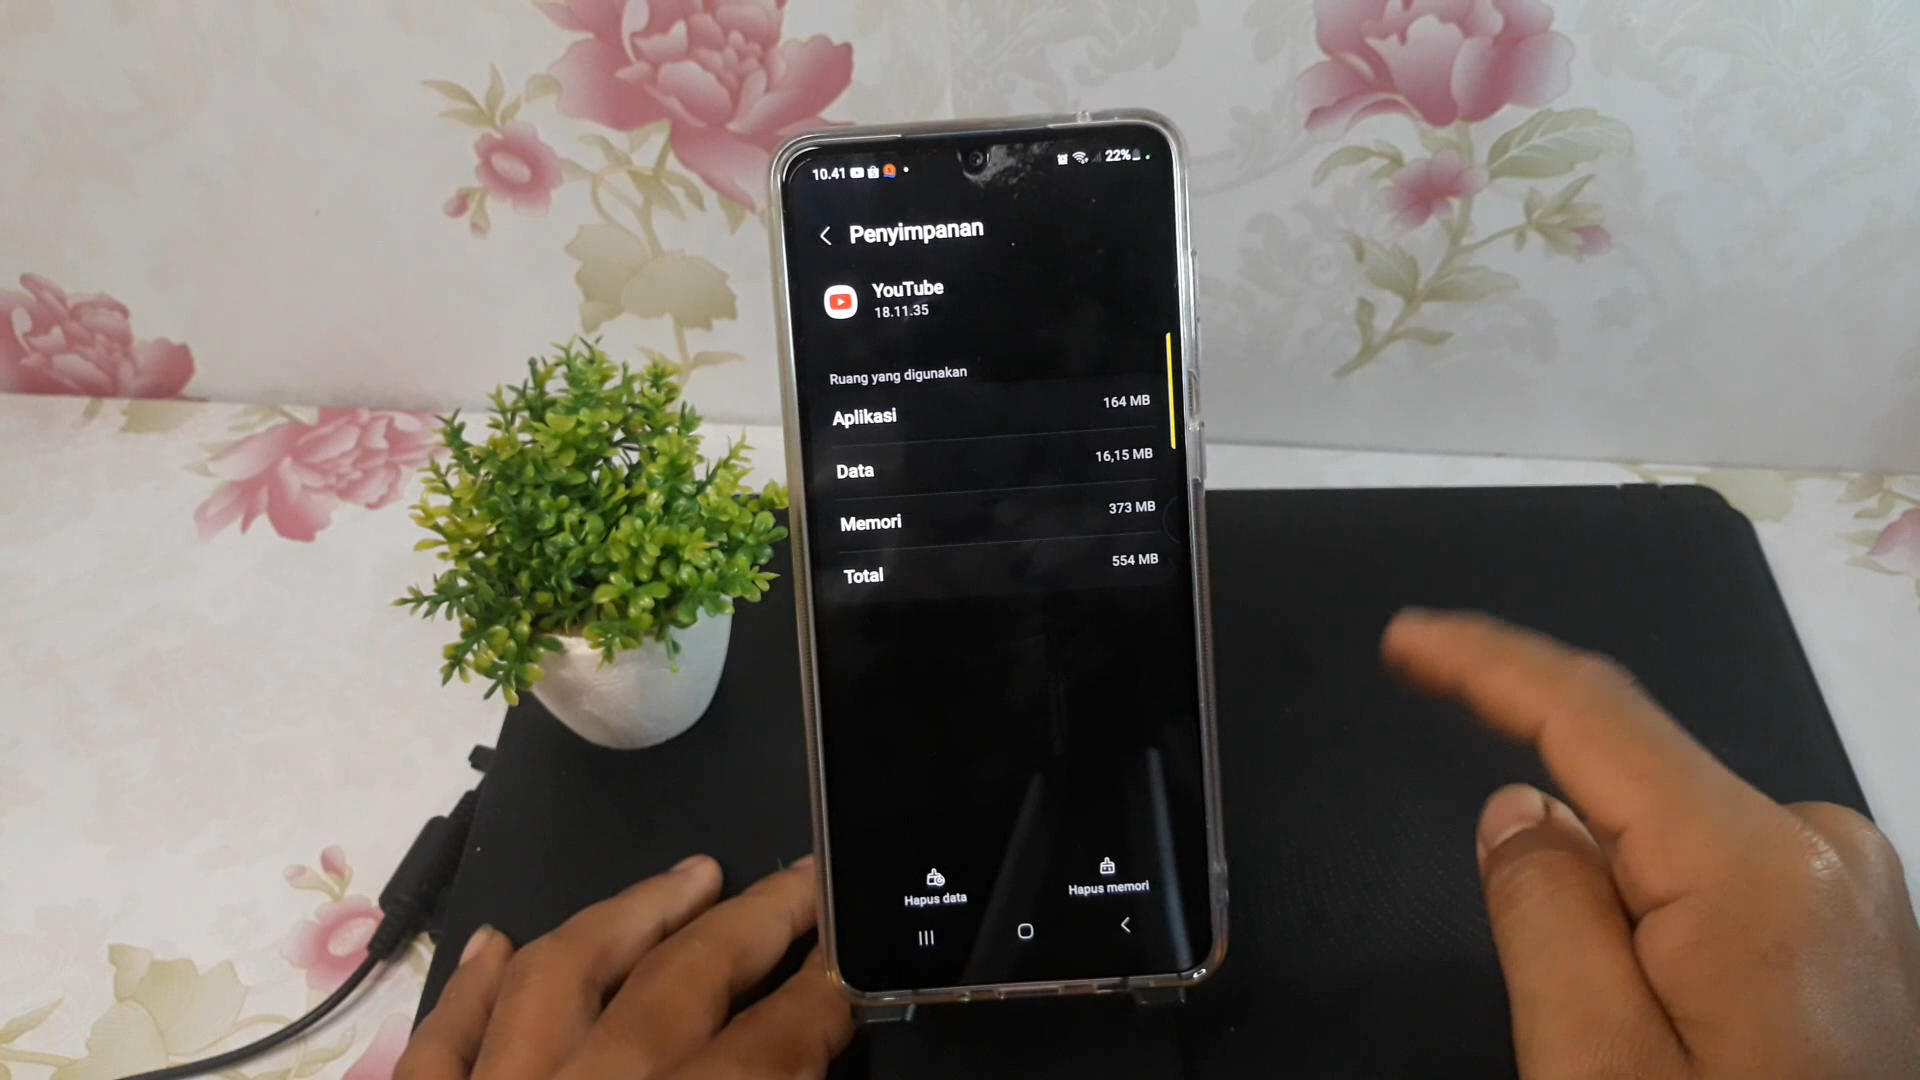 10.41
22%
Penyimpanan
YouTube
18.11.35
Ruang yang digunakan
Aplikasi 164 MB
Data 16,15 MB
Memori 373 MB
Total 554 MB
Hapus data
Hapus memori